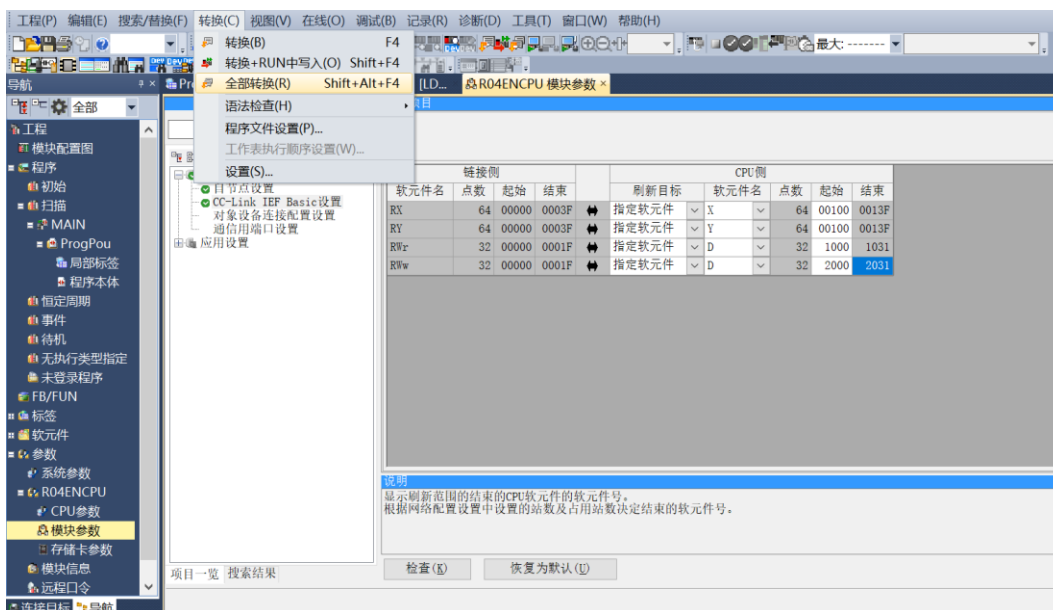 工程(P) 编辑(E) 搜索/替换(F) 转换(C) 视图(V) 在线(O) 调试(B) 记录(R) 诊断(D) 工具(T) 窗口(W) 帮助(H)
最大: --------
转换(B) F4
转换+RUN中写入(O) Shift+F4
全部转换(R) Shift+Alt+F4
语法检查(H)
程序文件设置(P)...
工作表执行顺序设置(W)...
设置(S)...
导航
[LD...
R04ENCPU 模块参数
全部
工程
模块配置图
程序
初始
扫描
MAIN
ProgPou
局部标签
程序本体
恒定周期
事件
待机
无执行类型指定
未登录程序
FB/FUN
标签
软元件
参数
系统参数
R04ENCPU
CPU参数
模块参数
存储卡参数
模块信息
远程口令
连接目标 导航
自节点设置
CC-Link IEF Basic设置
对象设备连接配置设置
通信用端口设置
应用设置
项目一览 搜索结果
链接侧 CPU侧
软元件名 点数 起始 结束 刷新目标 软元件名 点数 起始 结束
RX 64 00000 0003F 指定软元件 X 64 00100 0013F
RY 64 00000 0003F 指定软元件 Y 64 00100 0013F
RWr 32 00000 0001F 指定软元件 D 32 1000 1031
RWw 32 00000 0001F 指定软元件 D 32 2000 2031
说明
显示刷新范围的结束的CPU软元件的软元件号。
根据网络配置设置中设置的站数及占用站数决定结束的软元件号。
检查(K) 恢复为默认(U)